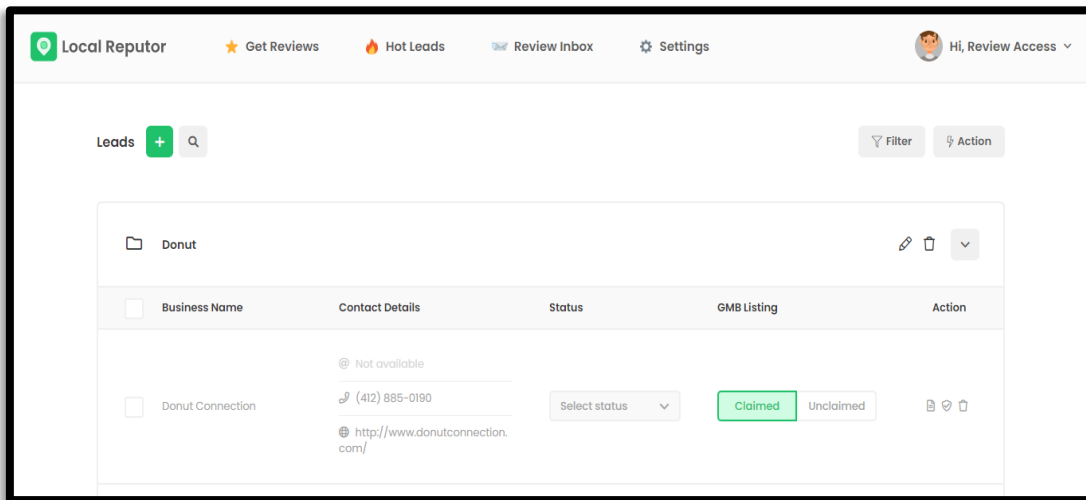 Local Reputor
Get Reviews
Hot Leads
Review Inbox
Settings
Hi, Review Access
Leads
+
Filter
Action
Donut
Business Name
Contact Details
Status
GMB Listing
Action
@ Not available
Donut Connection
(412) 885-0190
Select status
Claimed
Unclaimed
http://www.donutconnection.
com/